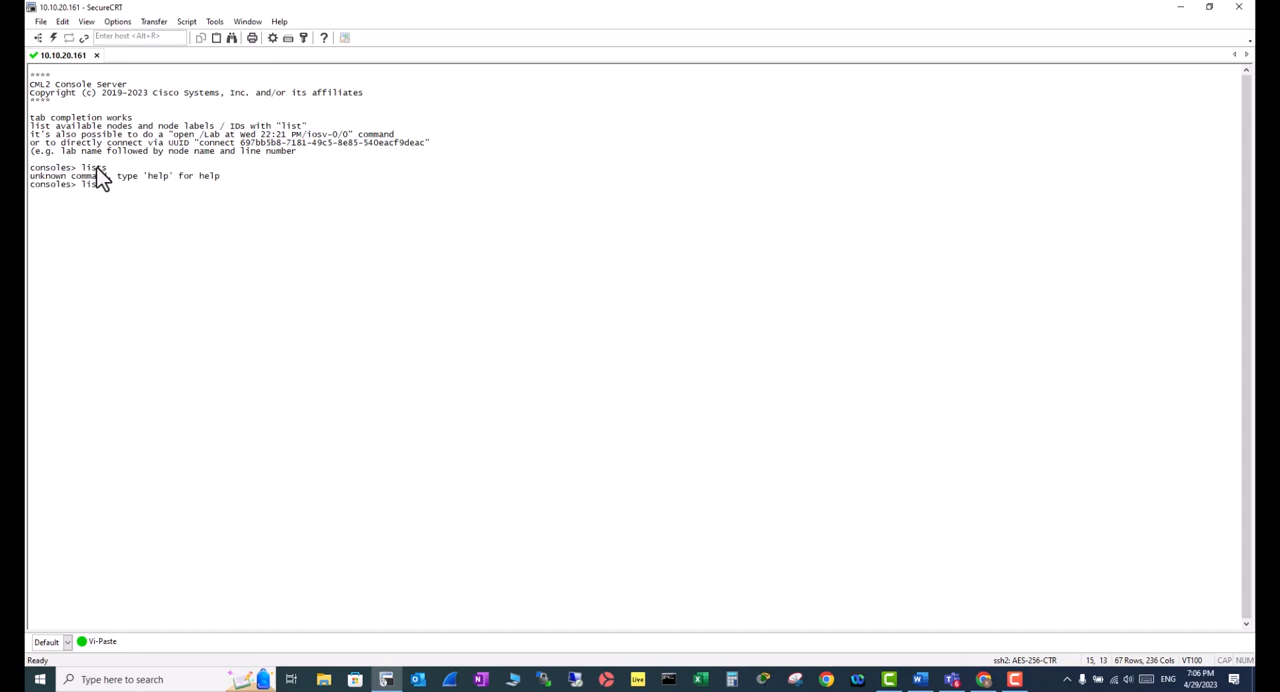 10.10.20.161 - SecureCRT
File Edit View Options Transfer Script Tools Window Help
Enter host <Alt+R>
10.10.20.161
****
CML2 Console Server
Copyright (c) 2019-2023 Cisco Systems, Inc. and/or its affiliates
****
tab completion works
list available nodes and node labels / IDs with "list"
it's also possible to do a "open /Lab at Wed 22:21 PM/iosv-0/0" command
or to directly connect via UUID "connect 697bb5b8-7181-49c5-8e85-540eacf9deac"
(e.g. lab name followed by node name and line number
consoles>
unknown type 'help' for help
consoles>
Default Vi-Paste
Ready ssh2: AES-256-CTR 15, 13 67 Rows, 236 Cols VT100 CAP NUM
Type here to search Live ENG 7:06 PM
4/29/2023